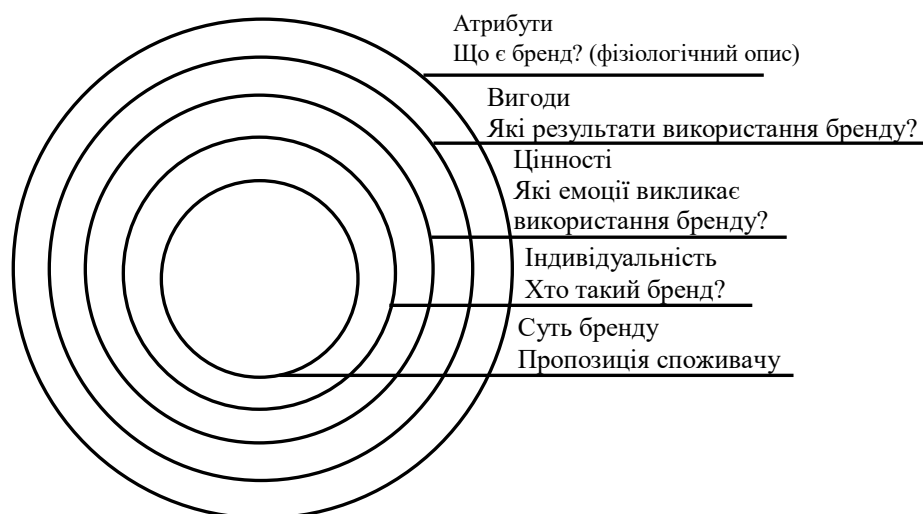 Атрибути
Що є бренд? (фізіологічний опис)
Вигоди
Які результати використання бренду?
Цінності
Які емоції викликає
використання бренду?
Індивідуальність
Хто такий бренд?
Суть бренду
Пропозиція споживачу